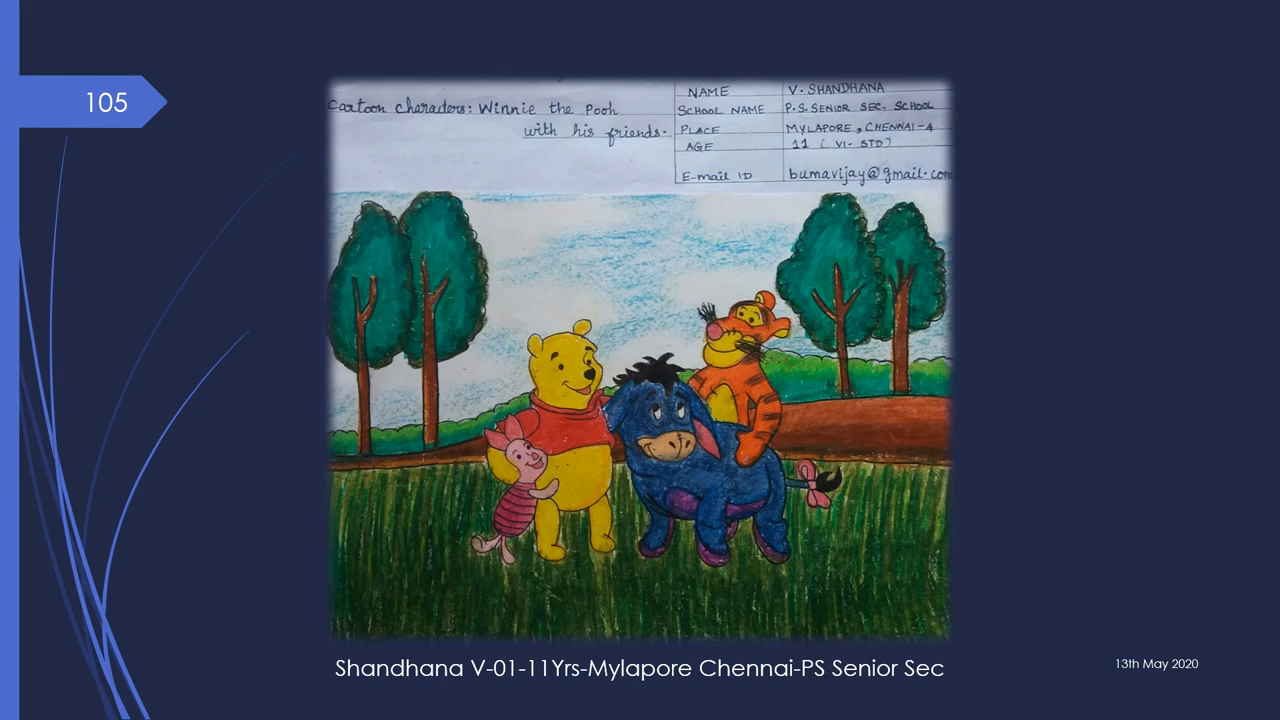 105
Cartoon Charaders: Winnie the Pooh
with his friends.
NAME V. SHANDHANA
SCHOOL NAME P.S. SENIOR SEC. SCHOOL
PLACE MYLAPORE, CHENNAI-4
AGE 11 ( VI- STD)
E-mail ID bumavijay@gmail.com
Shandhana V-01-11Yrs-Mylapore Chennai-PS Senior Sec
13th May 2020